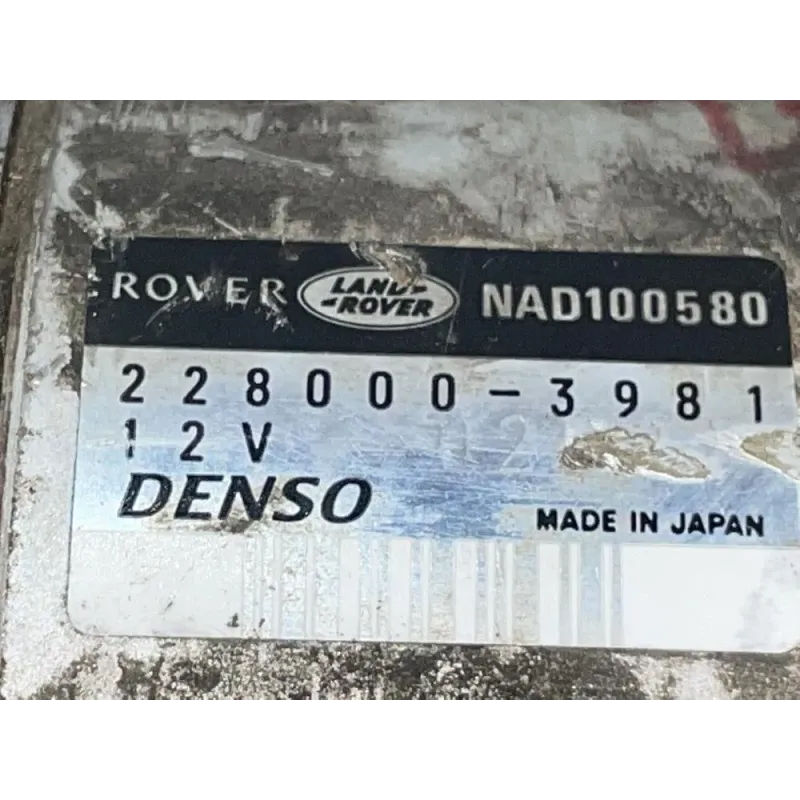 ROVER LAND-ROVER NAD100580
228000-3981
12V
DENSO
MADE IN JAPAN